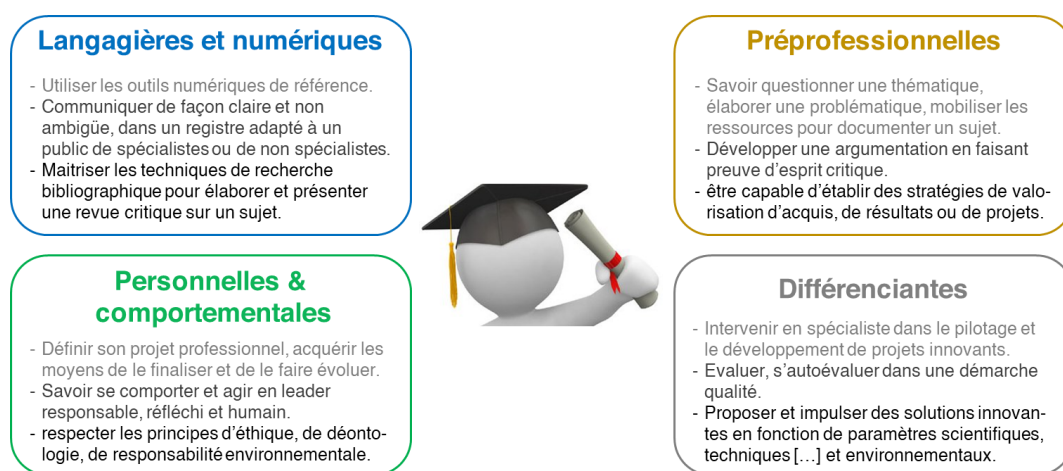 Langagières et numériques
- Utiliser les outils numériques de référence.
- Communiquer de façon claire et non
ambigüe, dans un registre adapté à un
public de spécialistes ou de non spécialistes.
- Maitriser les techniques de recherche
bibliographique pour élaborer et présenter
une revue critique sur un sujet.
Préprofessionnelles
- Savoir questionner une thématique,
élaborer une problématique, mobiliser les
ressources pour documenter un sujet.
- Développer une argumentation en faisant
preuve d’esprit critique.
- être capable d’établir des stratégies de valo-
risation d’acquis, de résultats ou de projets.
Personnelles &
comportementales
- Définir son projet professionnel, acquérir les
moyens de le finaliser et de le faire évoluer.
- Savoir se comporter et agir en leader
responsable, réfléchi et humain.
- respecter les principes d’éthique, de déonto-
logie, de responsabilité environnementale.
Différenciantes
- Intervenir en spécialiste dans le pilotage et
le développement de projets innovants.
- Evaluer, s’autoévaluer dans une démarche
qualité.
- Proposer et impulser des solutions innovan-
tes en fonction de paramètres scientifiques,
techniques […] et environnementaux.